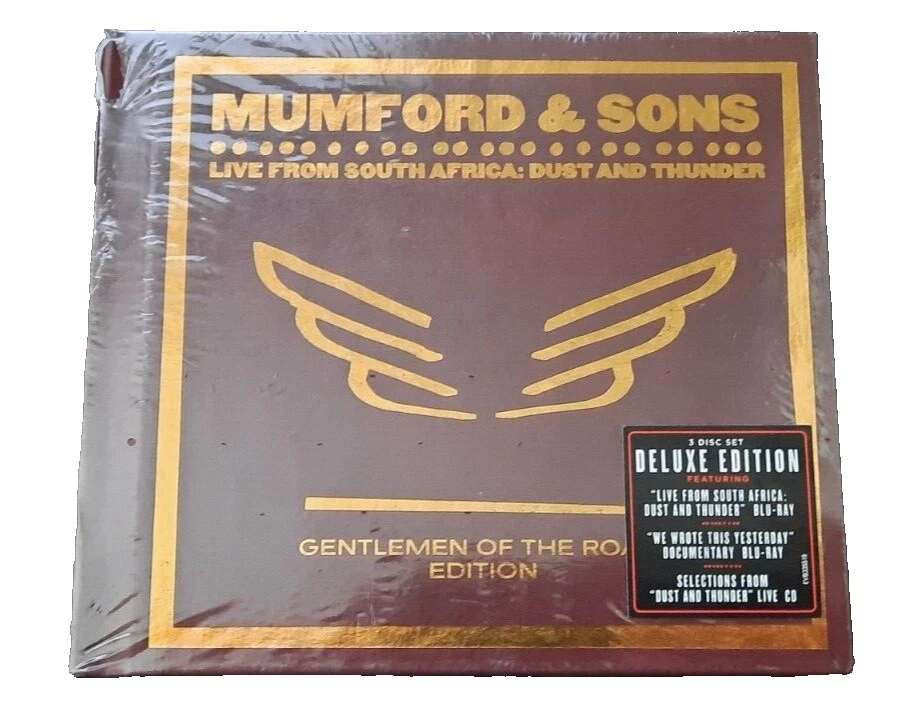 MUMFORD & SONS
LIVE FROM SOUTH AFRICA: DUST AND THUNDER
GENTLEMEN OF THE ROA
EDITION
3 DISC SET
DELUXE EDITION
FEATURING
"LIVE FROM SOUTH AFRICA:
DUST AND THUNDER" BLU-RAY
"WE WROTE THIS YESTERDAY"
DOCUMENTARY BLU-RAY
SELECTIONS FROM
"DUST AND THUNDER" LIVE CD